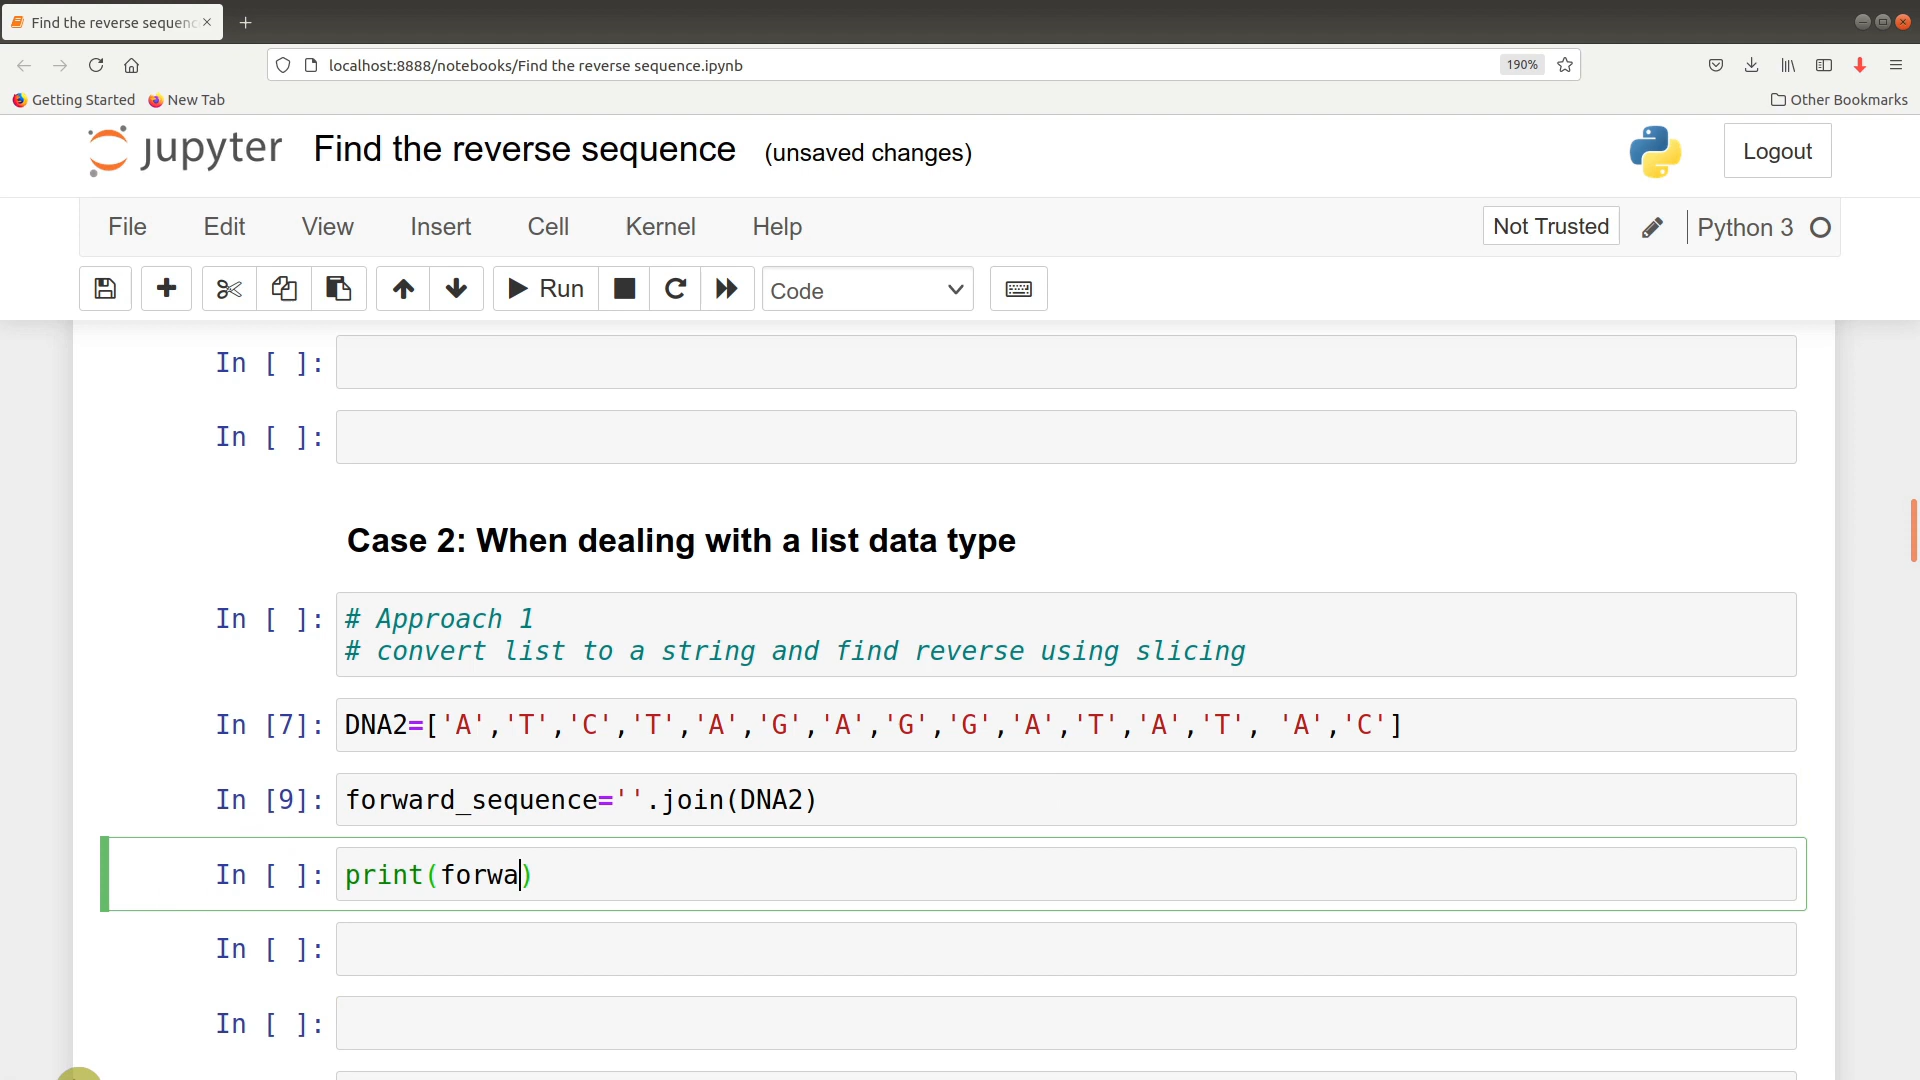 Find the reverse sequenc
localhost:8888/notebooks/Find the reverse sequence.ipynb
190%
Getting Started
New Tab
Other Bookmarks
jupyter
Find the reverse sequence
(unsaved changes)
Logout
File
Edit
View
Insert
Cell
Kernel
Help
Not Trusted
Python 3
Run
Code
In [ ]:
In [ ]:
Case 2: When dealing with a list data type
In [ ]:
# Approach 1
# convert list to a string and find reverse using slicing
In [7]:
DNA2=['A','T','C','T','A','G','A','G','G','A','T','A','T', 'A','C']
In [9]:
forward_sequence=''.join(DNA2)
In [ ]:
print(forwa)
In [ ]:
In [ ]: